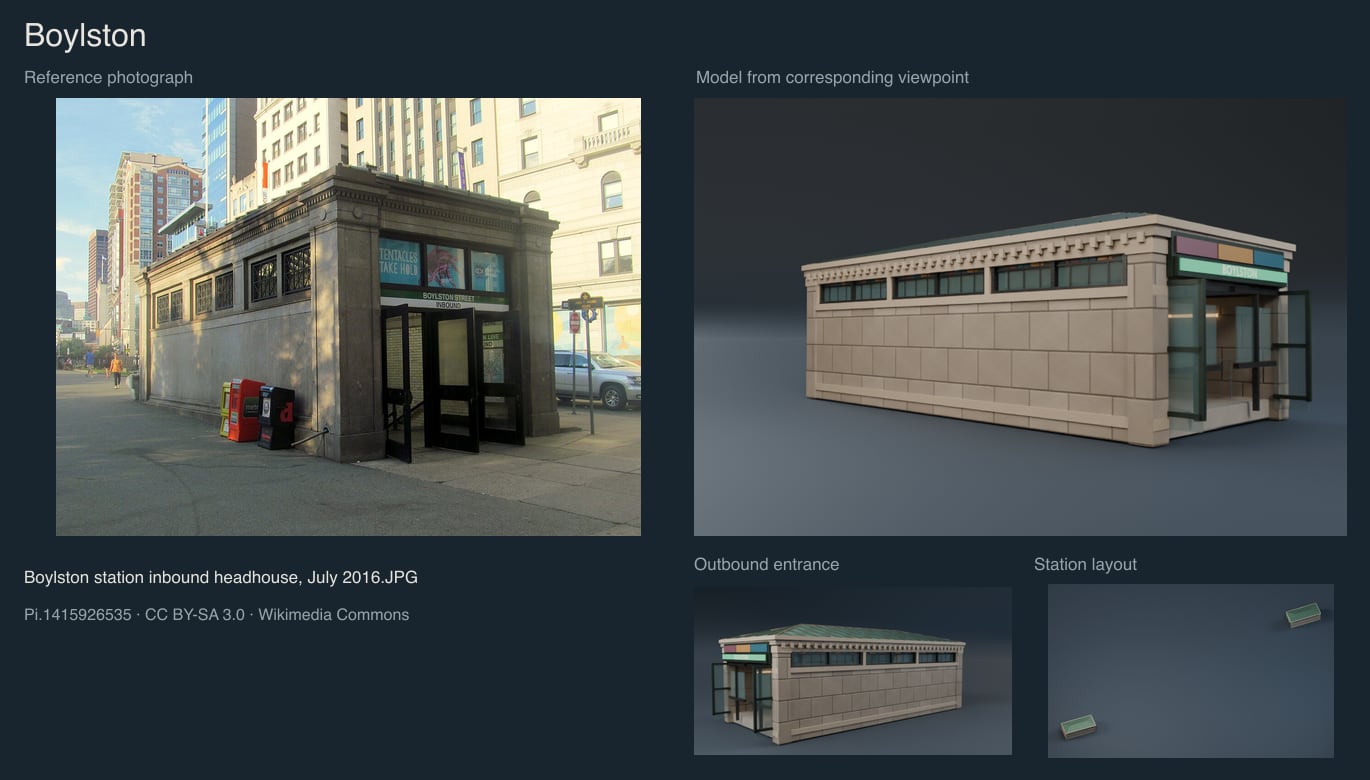 Boylston
Reference photograph
Model from corresponding viewpoint
TENTACLES
TAKE HOLD
BOYLSTON STREET
INBOUND
metro
BOYLSTON
Boylston station inbound headhouse, July 2016.JPG
Pi.1415926535 · CC BY-SA 3.0 · Wikimedia Commons
Outbound entrance
Station layout